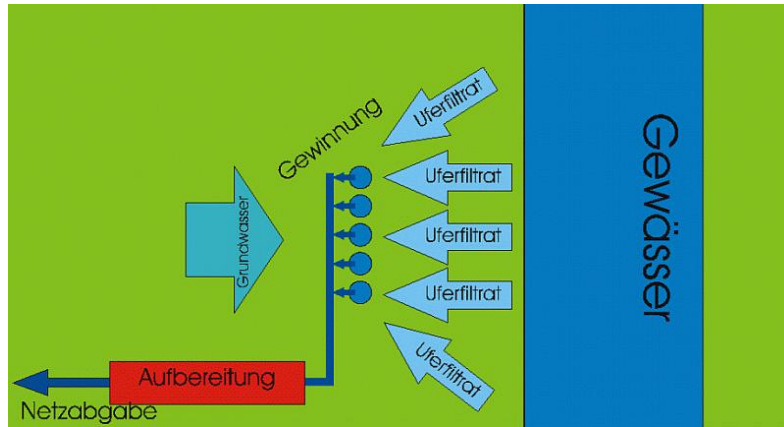 Uferfiltrat
Gewinnung
Uferfiltrat
Gewässer
Grundwasser
Uferfiltrat
Uferfiltrat
Uferfiltrat
Aufbereitung
Netzabgabe